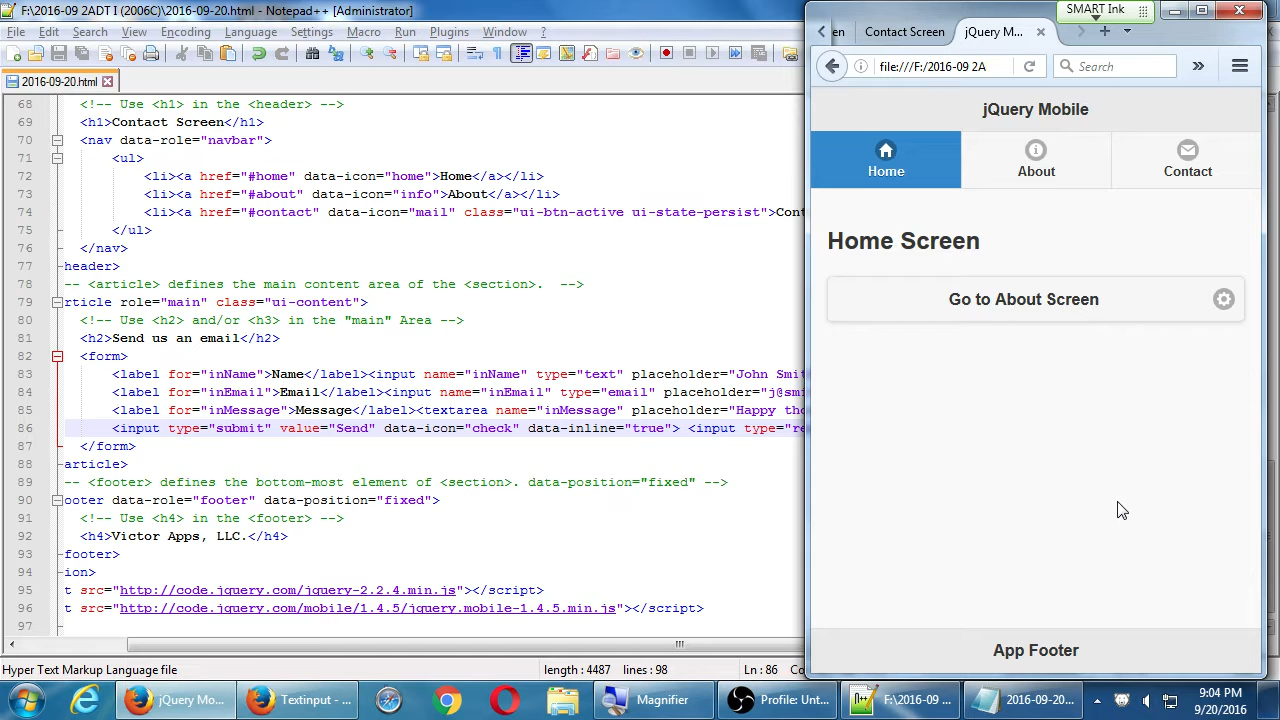 F:\2016-09 2ADT I (2006C)\2016-09-20.html - Notepad++ [Administrator]
File Edit Search View Encoding Language Settings Macro Run Plugins Window ?
2016-09-20.html
68 <!-- Use <h1> in the <header> -->
69 <h1>Contact Screen</h1>
70 <nav data-role="navbar">
71 <ul>
72 <li><a href="#home" data-icon="home">Home</a></li>
73 <li><a href="#about" data-icon="info">About</a></li>
74 <li><a href="#contact" data-icon="mail" class="ui-btn-active ui-state-persist">Con
75 </ul>
76 </nav>
77 header>
78 -- <article> defines the main content area of the <section>. -->
79 rticle role="main" class="ui-content">
80 <!-- Use <h2> and/or <h3> in the "main" Area -->
81 <h2>Send us an email</h2>
82 <form>
83 <label for="inName">Name</label><input name="inName" type="text" placeholder="John Smit
84 <label for="inEmail">Email</label><input name="inEmail" type="email" placeholder="j@smi
85 <label for="inMessage">Message</label><textarea name="inMessage" placeholder="Happy tho
86 <input type="submit" value="Send" data-icon="check" data-inline="true"> <input type="re
87 </form>
88 article>
89 -- <footer> defines the bottom-most element of <section>. data-position="fixed" -->
90 ooter data-role="footer" data-position="fixed">
91 <!-- Use <h4> in the <footer> -->
92 <h4>Victor Apps, LLC.</h4>
93 footer>
94 ion>
95 t src="http://code.jquery.com/jquery-2.2.4.min.js"></script>
96 t src="http://code.jquery.com/mobile/1.4.5/jquery.mobile-1.4.5.min.js"></script>
97
Hyper Text Markup Language file length : 4487 lines : 98 Ln : 86 Co
SMART Ink
en Contact Screen jQuery M...
file:///F:/2016-09 2A Search
jQuery Mobile
Home About Contact
Home Screen
Go to About Screen
App Footer
jQuery Mo... Textinput - ... Magnifier Profile: Unt... F:\2016-09 ... 2016-09-20...
9:04 PM
9/20/2016